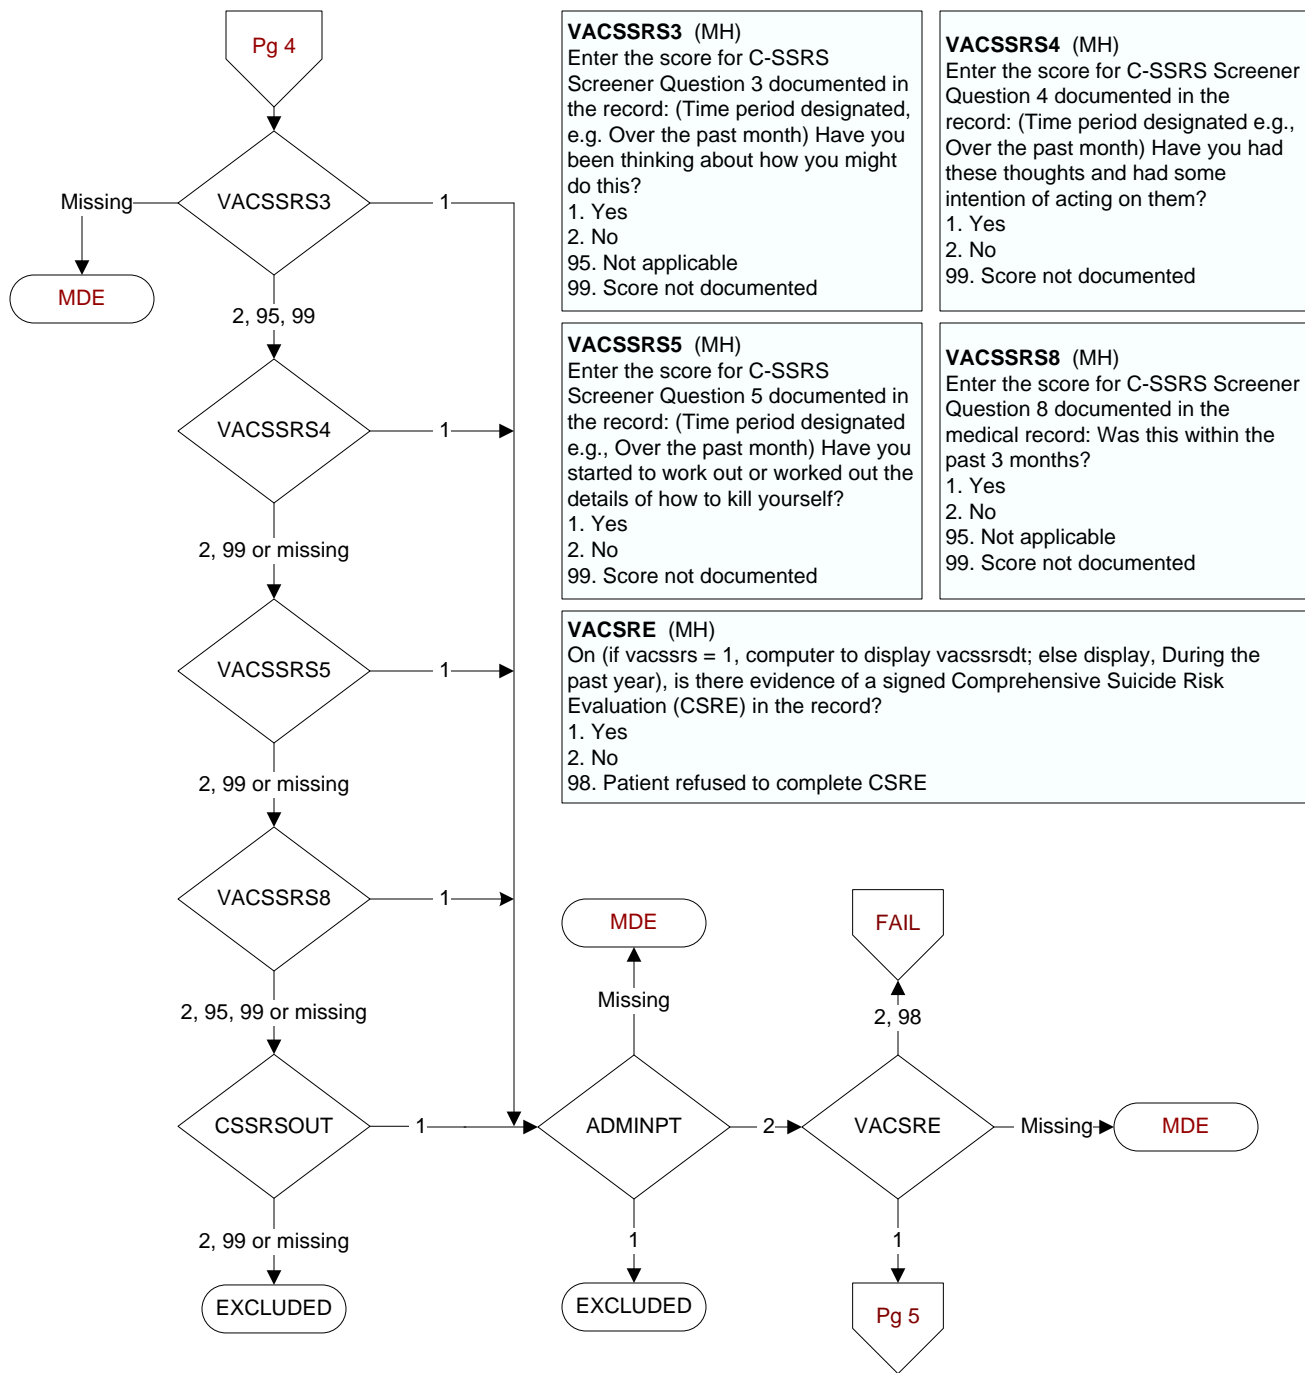 Pg 4
VACSSRS3
Missing
1
MDE
2, 95, 99
VACSSRS4
1
2, 99 or missing
VACSSRS5
1
2, 99 or missing
VACSSRS8
1
2, 95, 99 or missing
CSSRSOUT
1
2, 99 or missing
EXCLUDED
VACSSRS3 (MH)
Enter the score for C-SSRS
Screener Question 3 documented in
the record: (Time period designated,
e.g. Over the past month) Have you
been thinking about how you might
do this?
1. Yes
2. No
95. Not applicable
99. Score not documented
VACSSRS4 (MH)
Enter the score for C-SSRS Screener
Question 4 documented in the
record: (Time period designated e.g.,
Over the past month) Have you had
these thoughts and had some
intention of acting on them?
1. Yes
2. No
99. Score not documented
VACSSRS5 (MH)
Enter the score for C-SSRS
Screener Question 5 documented in
the record: (Time period designated
e.g., Over the past month) Have you
started to work out or worked out the
details of how to kill yourself?
1. Yes
2. No
99. Score not documented
VACSSRS8 (MH)
Enter the score for C-SSRS Screener
Question 8 documented in the
medical record: Was this within the
past 3 months?
1. Yes
2. No
95. Not applicable
99. Score not documented
VACSRE (MH)
On (if vacssrs = 1, computer to display vacssrsdt; else display, During the
past year), is there evidence of a signed Comprehensive Suicide Risk
Evaluation (CSRE) in the record?
1. Yes
2. No
98. Patient refused to complete CSRE
MDE
Missing
ADMINPT
2
1
EXCLUDED
FAIL
2, 98
VACSRE
Missing
MDE
1
Pg 5